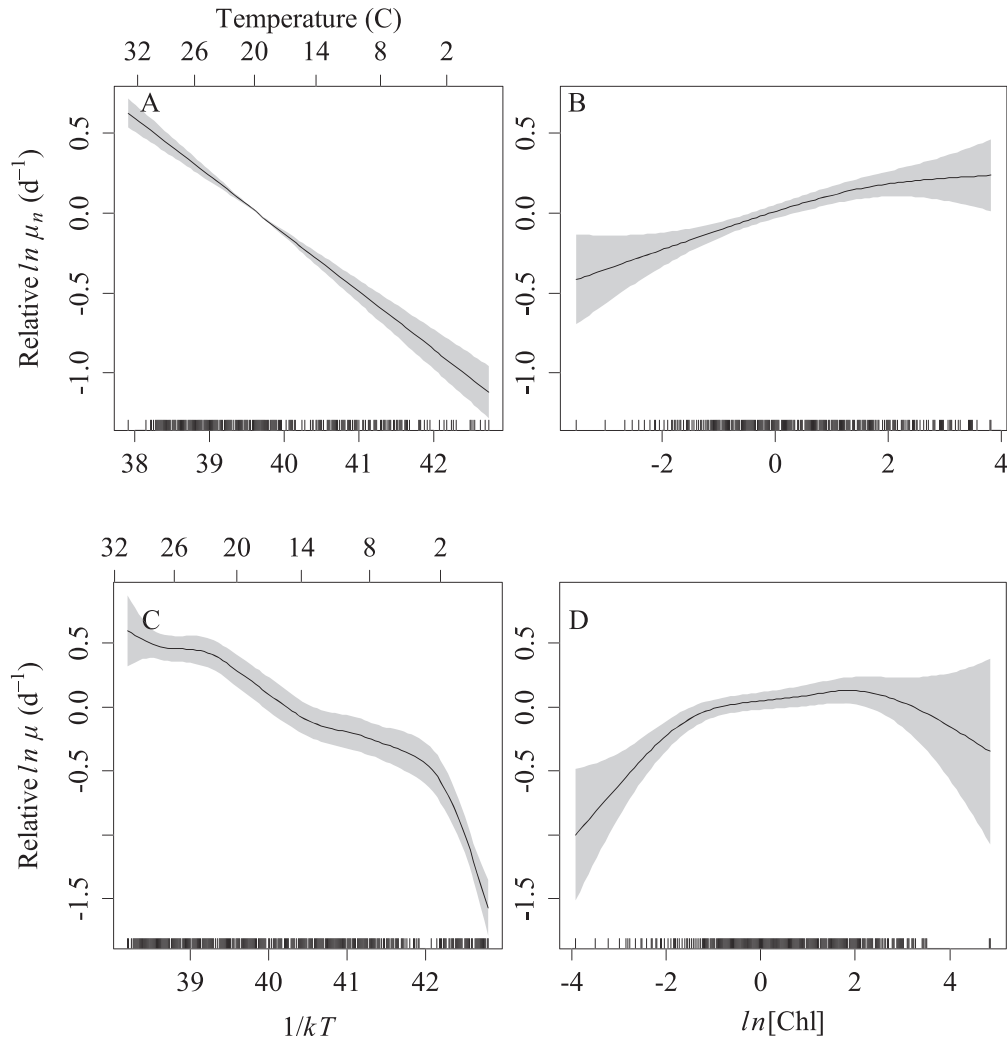 Temperature (C)
32 26 20 14 8 2
A
B
Relative ln μn (d−1)
0.5
0.0
-0.5
-1.0
0.5
0.0
-0.5
-1.0
38 39 40 41 42
-2 0 2 4
32 26 20 14 8 2
C
D
Relative ln μ (d−1)
0.5
0.0
-0.5
-1.5
0.5
0.0
-0.5
-1.5
39 40 41 42
-4 -2 0 2 4
1/kT
ln[Chl]